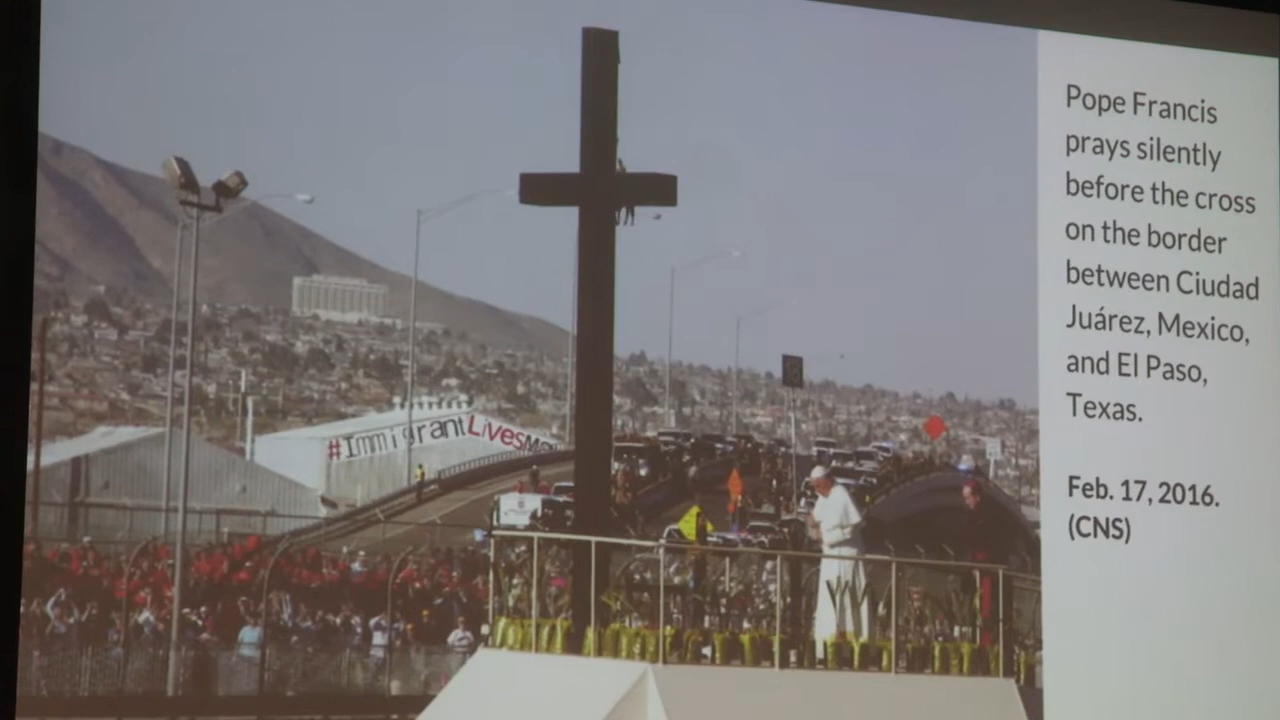 #ImmigrantLives
Pope Francis
prays silently
before the cross
on the border
between Ciudad
Juárez, Mexico,
and El Paso,
Texas.
Feb. 17, 2016.
(CNS)